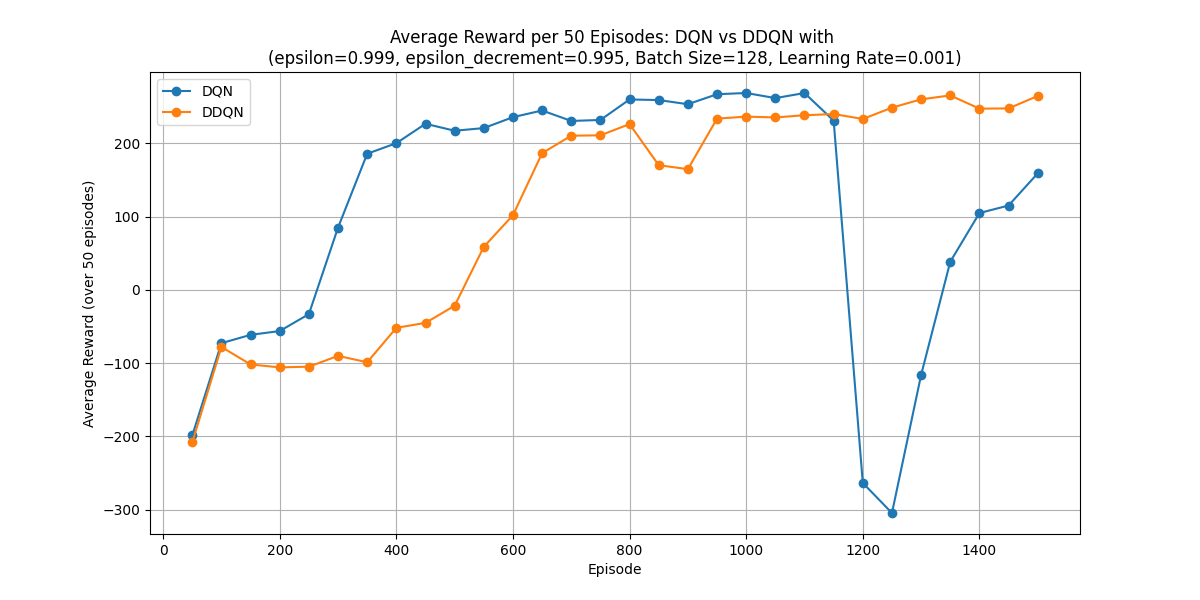 Average Reward per 50 Episodes: DQN vs DDQN with
(epsilon=0.999, epsilon_decrement=0.995, Batch Size=128, Learning Rate=0.001)
DQN
DDQN
Average Reward (over 50 episodes)
200
100
0
−100
−200
−300
0 200 400 600 800 1000 1200 1400
Episode